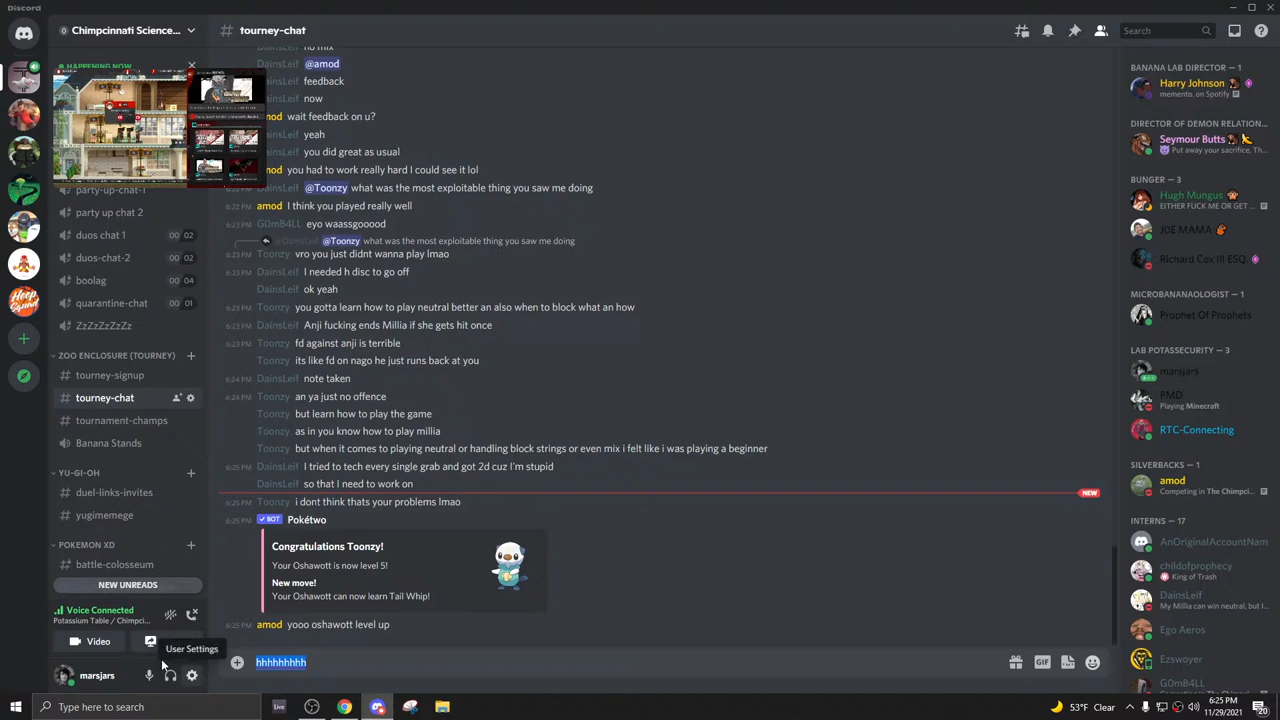 Discord
Chimpcinnati Science...
tourney-chat
Search
HAPPENING NOW
party-up-chat-1
party up chat 2
duos chat 1
00 02
duos-chat-2
00 02
boolag
00 04
quarantine-chat
00 01
ZzZzZzZzZz
ZOO ENCLOSURE (TOURNEY)
tourney-signup
tourney-chat
tournament-champs
Banana Stands
YU-GI-OH
duel-links-invites
yugimemege
POKEMON XD
battle-colosseum
NEW UNREADS
Voice Connected
Potassium Table / Chimpci...
Video
User Settings
marsjars
DainsLeif no mix
DainsLeif @amod
DainsLeif feedback
DainsLeif now
amod wait feedback on u?
DainsLeif yeah
DainsLeif you did great as usual
amod you had to work really hard I could see it lol
6:22 PM DainsLeif @Toonzy what was the most exploitable thing you saw me doing
6:22 PM amod I think you played really well
6:23 PM G0mB4LL eyo waassgooood
DainsLeif @Toonzy what was the most exploitable thing you saw me doing
6:23 PM Toonzy vro you just didnt wanna play lmao
6:23 PM DainsLeif I needed h disc to go off
DainsLeif ok yeah
6:23 PM Toonzy you gotta learn how to play neutral better an also when to block what an how
6:23 PM DainsLeif Anji fucking ends Millia if she gets hit once
6:23 PM Toonzy fd against anji is terrible
Toonzy its like fd on nago he just runs back at you
6:24 PM DainsLeif note taken
6:24 PM Toonzy an ya just no offence
Toonzy but learn how to play the game
Toonzy as in you know how to play millia
Toonzy but when it comes to playing neutral or handling block strings or even mix i felt like i was playing a beginner
6:25 PM DainsLeif I tried to tech every single grab and got 2d cuz I'm stupid
DainsLeif so that I need to work on
NEW
6:25 PM Toonzy i dont think thats your problems lmao
6:25 PM BOT Pokétwo
Congratulations Toonzy!
Your Oshawott is now level 5!
New move!
Your Oshawott can now learn Tail Whip!
amod yooo oshawott level up
hhhhhhhhh
GIF
BANANA LAB DIRECTOR — 1
Harry Johnson
memento. on Spotify
DIRECTOR OF DEMON RELATION...
Seymour Butts
Put away your sacrifice, Th...
BUNGER — 3
Hugh Mungus
EITHER FUCK ME OR GET ...
JOE MAMA
Richard Cox III ESQ
MICROBANANAOLOGIST — 1
Prophet Of Prophets
LAB POTASSECURITY — 3
marsjars
PMD
Playing Minecraft
RTC-Connecting
SILVERBACKS — 1
amod
Competing in The Chimpci...
INTERNS — 17
AnOriginalAccountNam
childofprophecy
King of Trash
DainsLeif
My Millia can win neutral, but I...
Ego Aeros
Ezswoyer
G0mB4LL
Type here to search
Live
53°F Clear
6:25 PM
11/29/2021
20